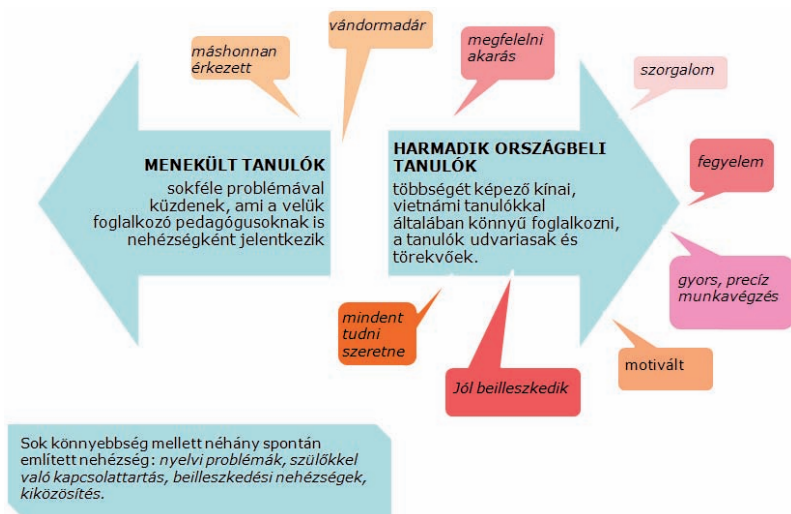 vándormadár
máshonnan
érkezett
megfelelni
akarás
szorgalom
MENEKÜLT TANULÓK
sokféle problémával
küzdenek, ami a velük
foglalkozó pedagógusoknak is
nehézségként jelentkezik
HARMADIK ORSZÁGBELI
TANULÓK
többségét képező kínai,
vietnámi tanulókkal
általában könnyű foglalkozni,
a tanulók udvariasak és
törekvőek.
fegyelem
gyors, precíz
munkavégzés
mindent
tudni
szeretne
Jól beilleszkedik
motivált
Sok könnyebbség mellett néhány spontán
említett nehézség: nyelvi problémák, szülőkkel
való kapcsolattartás, beilleszkedési nehézségek,
kiközösítés.